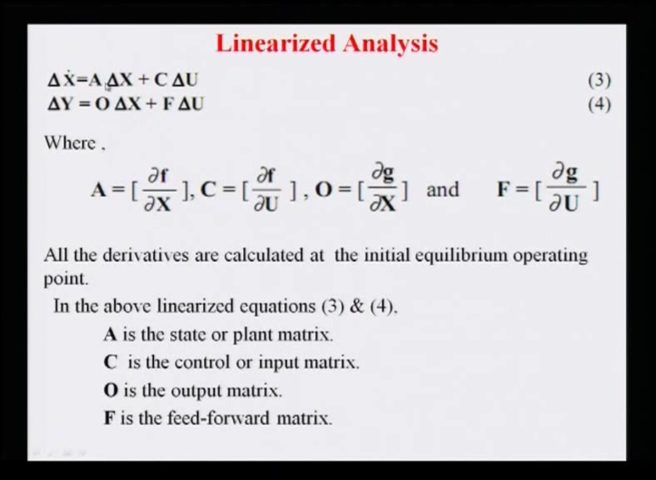 Linearized Analysis
ΔẊ=A ΔX + C ΔU (3)
ΔY = O ΔX + F ΔU (4)
Where ,
A = [ ∂f/∂X ], C = [ ∂f/∂U ] , O = [ ∂g/∂X ] and F = [ ∂g/∂U ]
All the derivatives are calculated at the initial equilibrium operating
point.
In the above linearized equations (3) & (4),
A is the state or plant matrix.
C is the control or input matrix.
O is the output matrix.
F is the feed-forward matrix.